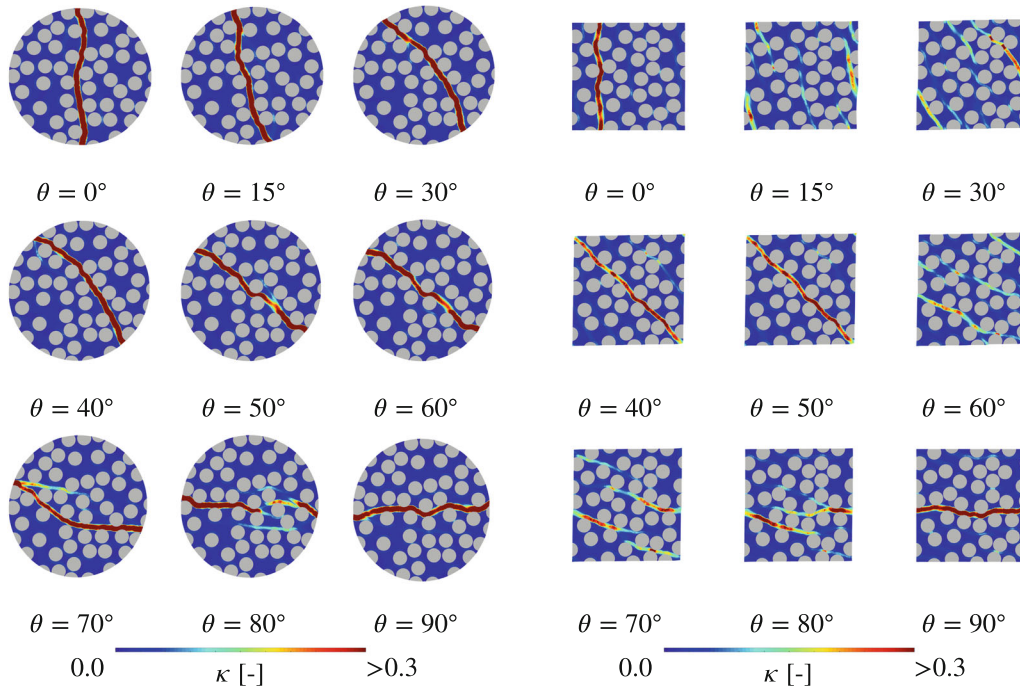 θ = 0° θ = 15° θ = 30° θ = 0° θ = 15° θ = 30°
θ = 40° θ = 50° θ = 60° θ = 40° θ = 50° θ = 60°
θ = 70° θ = 80° θ = 90° θ = 70° θ = 80° θ = 90°
0.0 κ [-] >0.3 0.0 κ [-] >0.3